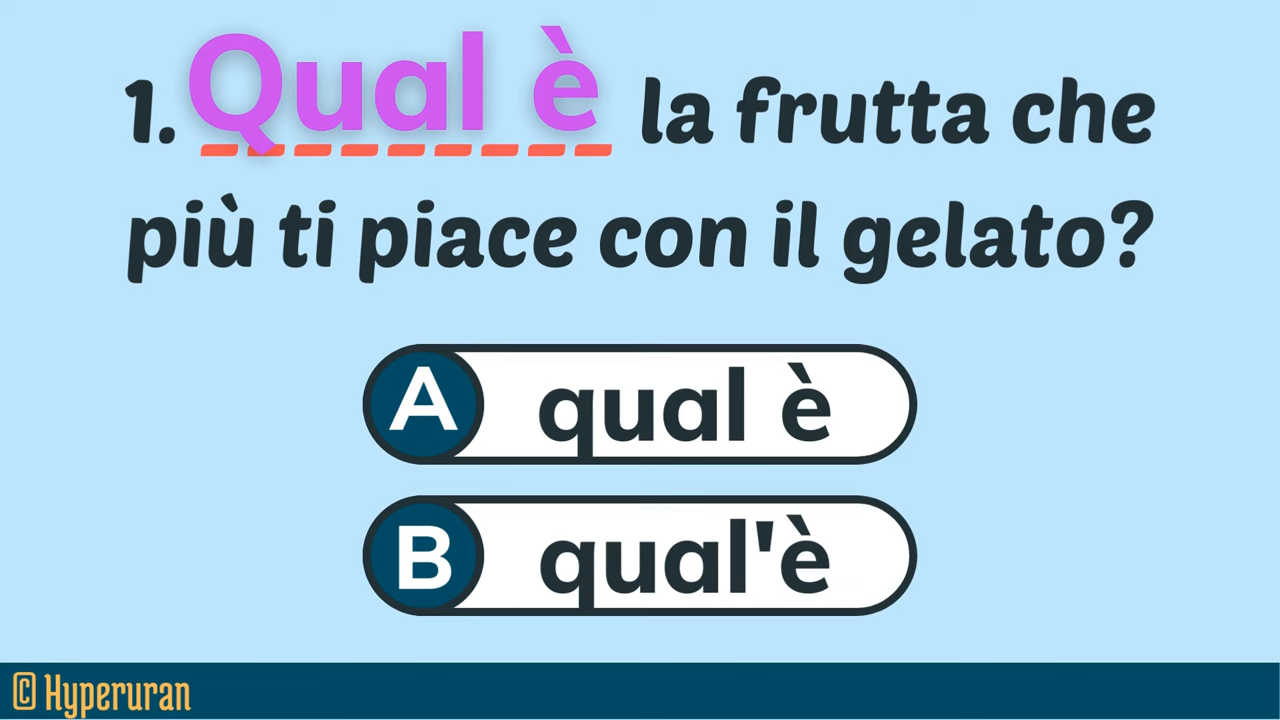 1. Qual è la frutta che
più ti piace con il gelato?
A qual è
B qual'è
© Hyperuran